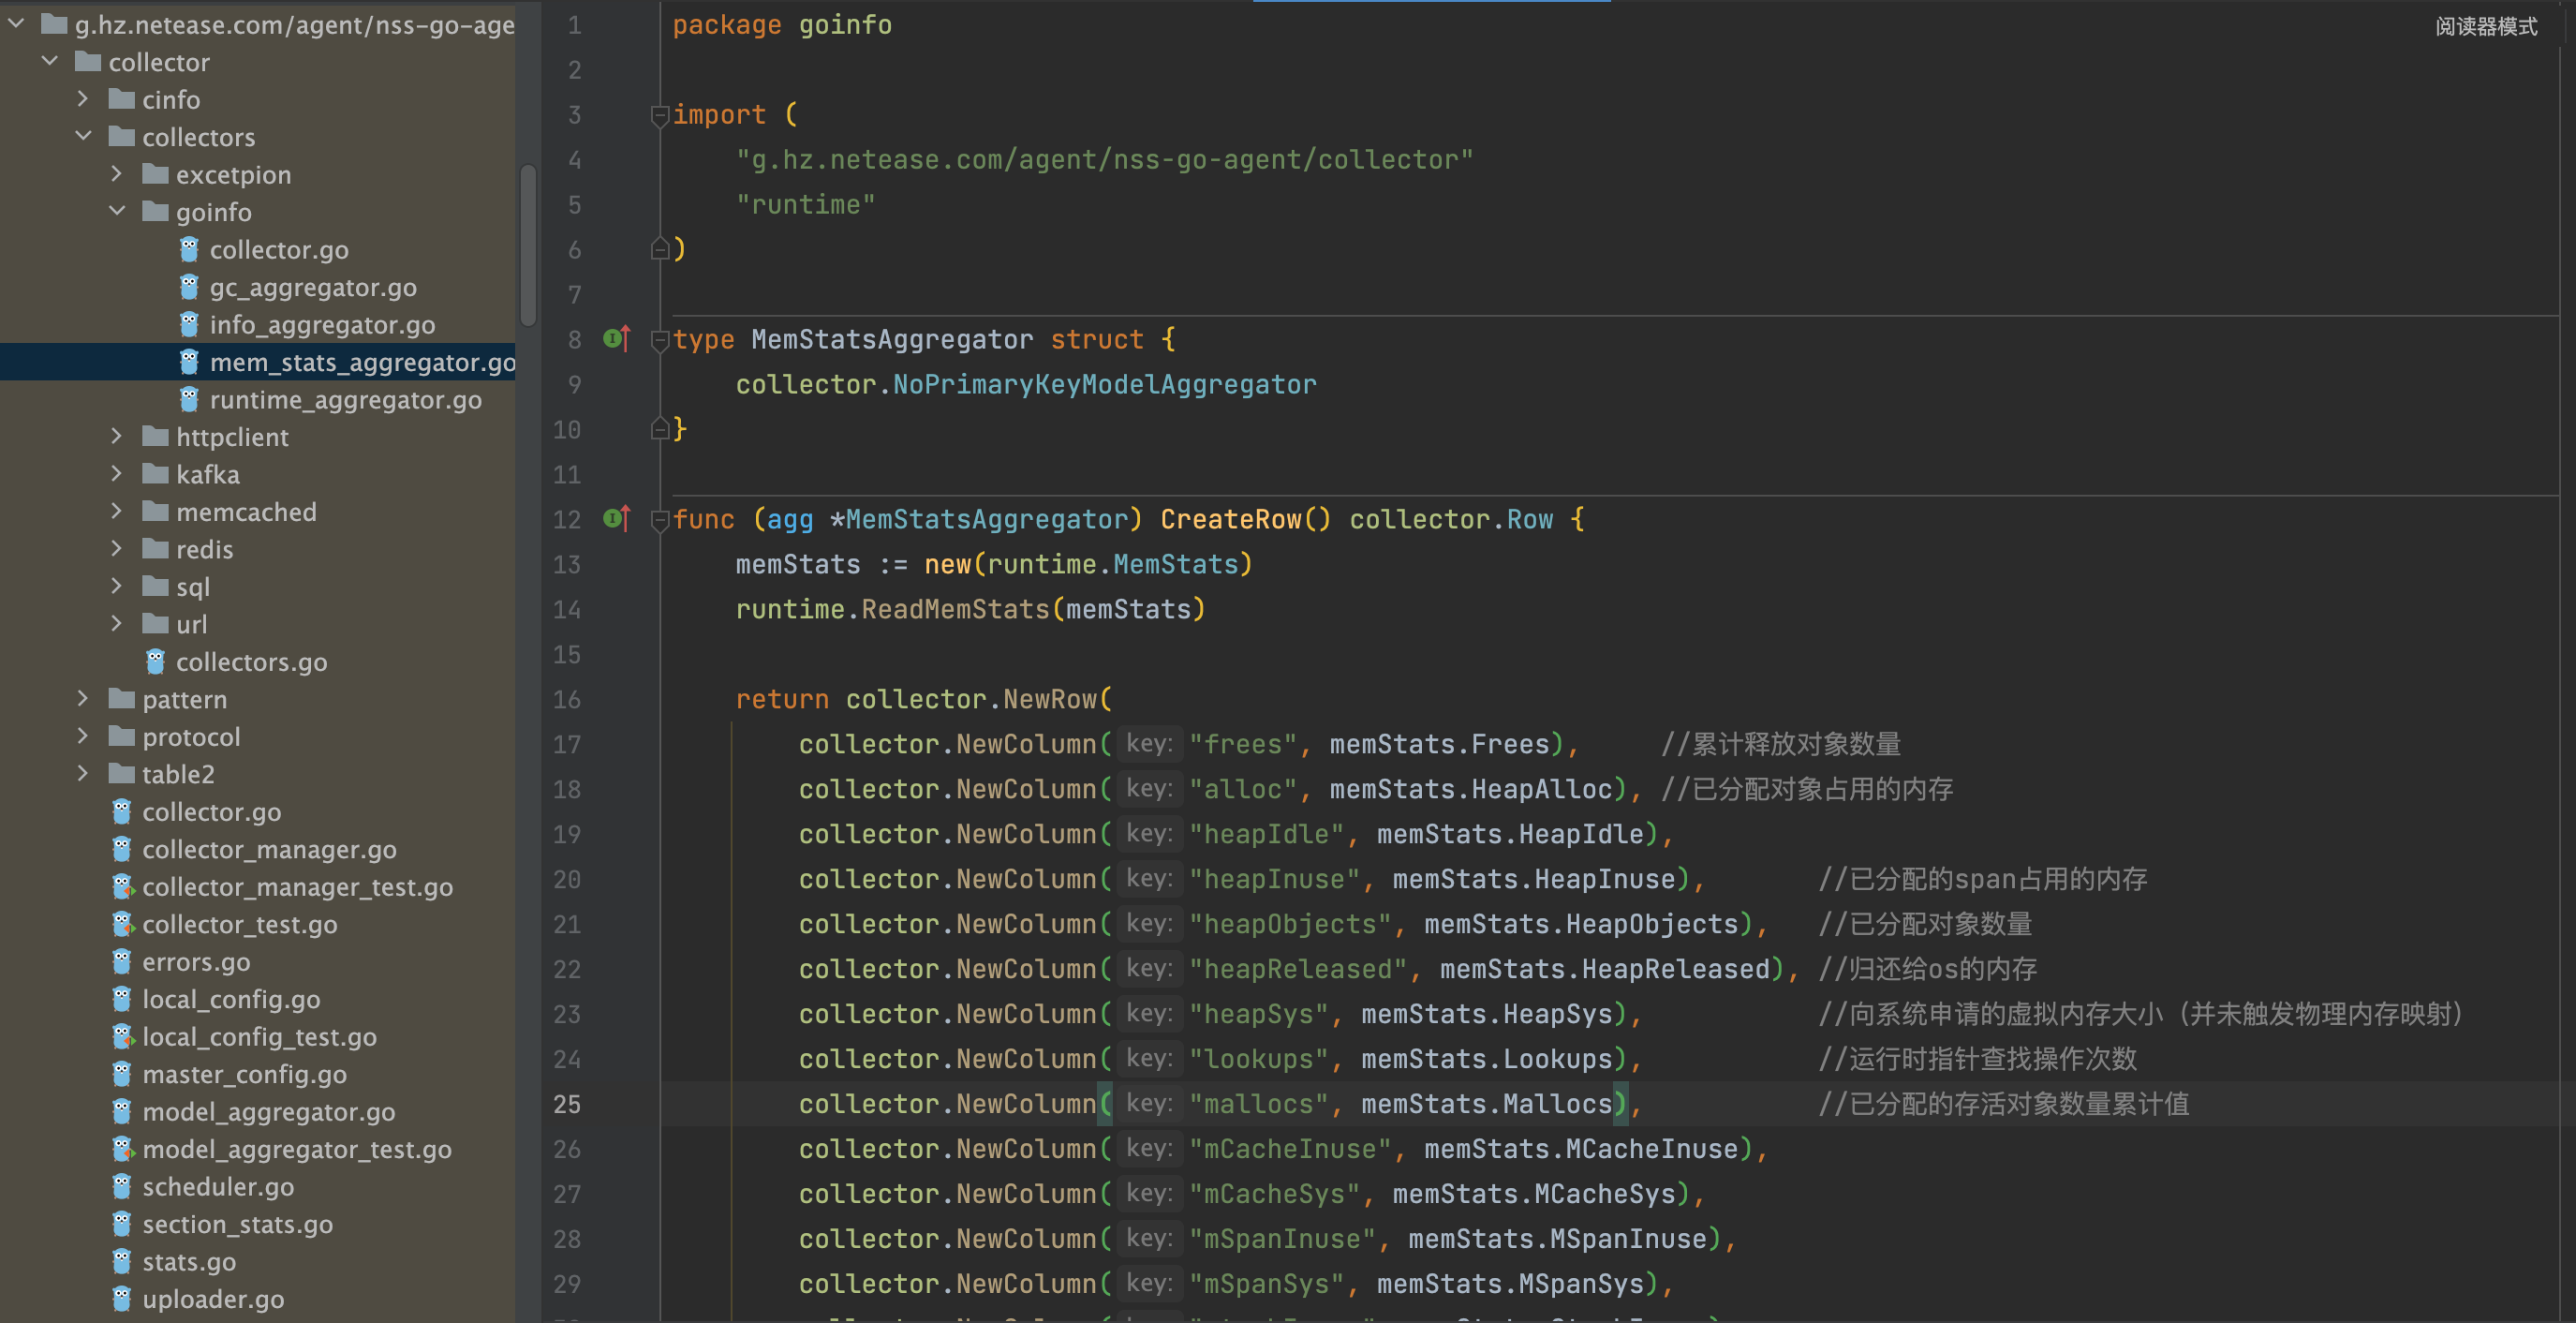 g.hz.netease.com/agent/nss-go-age
collector
cinfo
collectors
excetpion
goinfo
collector.go
gc_aggregator.go
info_aggregator.go
mem_stats_aggregator.go
runtime_aggregator.go
httpclient
kafka
memcached
redis
sql
url
collectors.go
pattern
protocol
table2
collector.go
collector_manager.go
collector_manager_test.go
collector_test.go
errors.go
local_config.go
local_config_test.go
master_config.go
model_aggregator.go
model_aggregator_test.go
scheduler.go
section_stats.go
stats.go
uploader.go
阅读器模式
1 package goinfo
2
3 import (
4 "g.hz.netease.com/agent/nss-go-agent/collector"
5 "runtime"
6 )
7
8 type MemStatsAggregator struct {
9 collector.NoPrimaryKeyModelAggregator
10 }
11
12 func (agg *MemStatsAggregator) CreateRow() collector.Row {
13 memStats := new(runtime.MemStats)
14 runtime.ReadMemStats(memStats)
15
16 return collector.NewRow(
17 collector.NewColumn( key: "frees", memStats.Frees), //累计释放对象数量
18 collector.NewColumn( key: "alloc", memStats.HeapAlloc), //已分配对象占用的内存
19 collector.NewColumn( key: "heapIdle", memStats.HeapIdle),
20 collector.NewColumn( key: "heapInuse", memStats.HeapInuse), //已分配的span占用的内存
21 collector.NewColumn( key: "heapObjects", memStats.HeapObjects), //已分配对象数量
22 collector.NewColumn( key: "heapReleased", memStats.HeapReleased), //归还给os的内存
23 collector.NewColumn( key: "heapSys", memStats.HeapSys), //向系统申请的虚拟内存大小（并未触发物理内存映射）
24 collector.NewColumn( key: "lookups", memStats.Lookups), //运行时指针查找操作次数
25 collector.NewColumn( key: "mallocs", memStats.Mallocs), //已分配的存活对象数量累计值
26 collector.NewColumn( key: "mCacheInuse", memStats.MCacheInuse),
27 collector.NewColumn( key: "mCacheSys", memStats.MCacheSys),
28 collector.NewColumn( key: "mSpanInuse", memStats.MSpanInuse),
29 collector.NewColumn( key: "mSpanSys", memStats.MSpanSys),